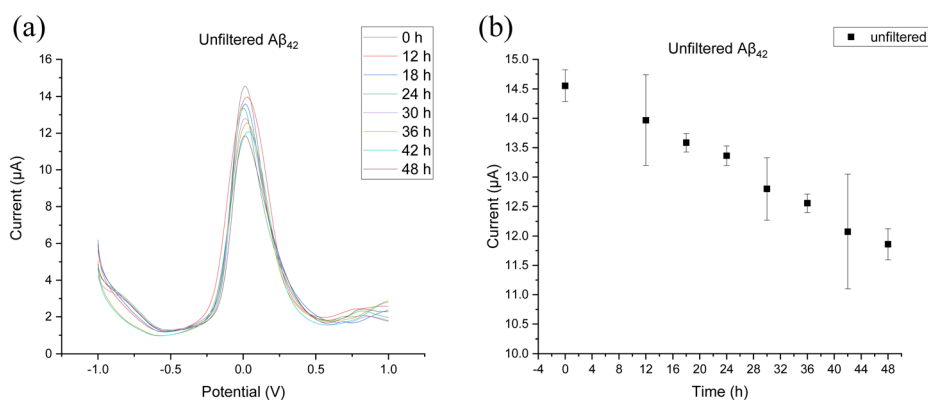 (a)
Unfiltered Aβ42
0 h
12 h
18 h
24 h
30 h
36 h
42 h
48 h
16
14
12
10
8
6
4
2
0
Current (μA)
-1.0
-0.5
0.0
0.5
1.0
Potential (V)
(b)
Unfiltered Aβ42
unfiltered
15.0
14.5
14.0
13.5
13.0
12.5
12.0
11.5
11.0
10.5
10.0
Current (μA)
-4 0 4 8 12 16 20 24 28 32 36 40 44 48
Time (h)